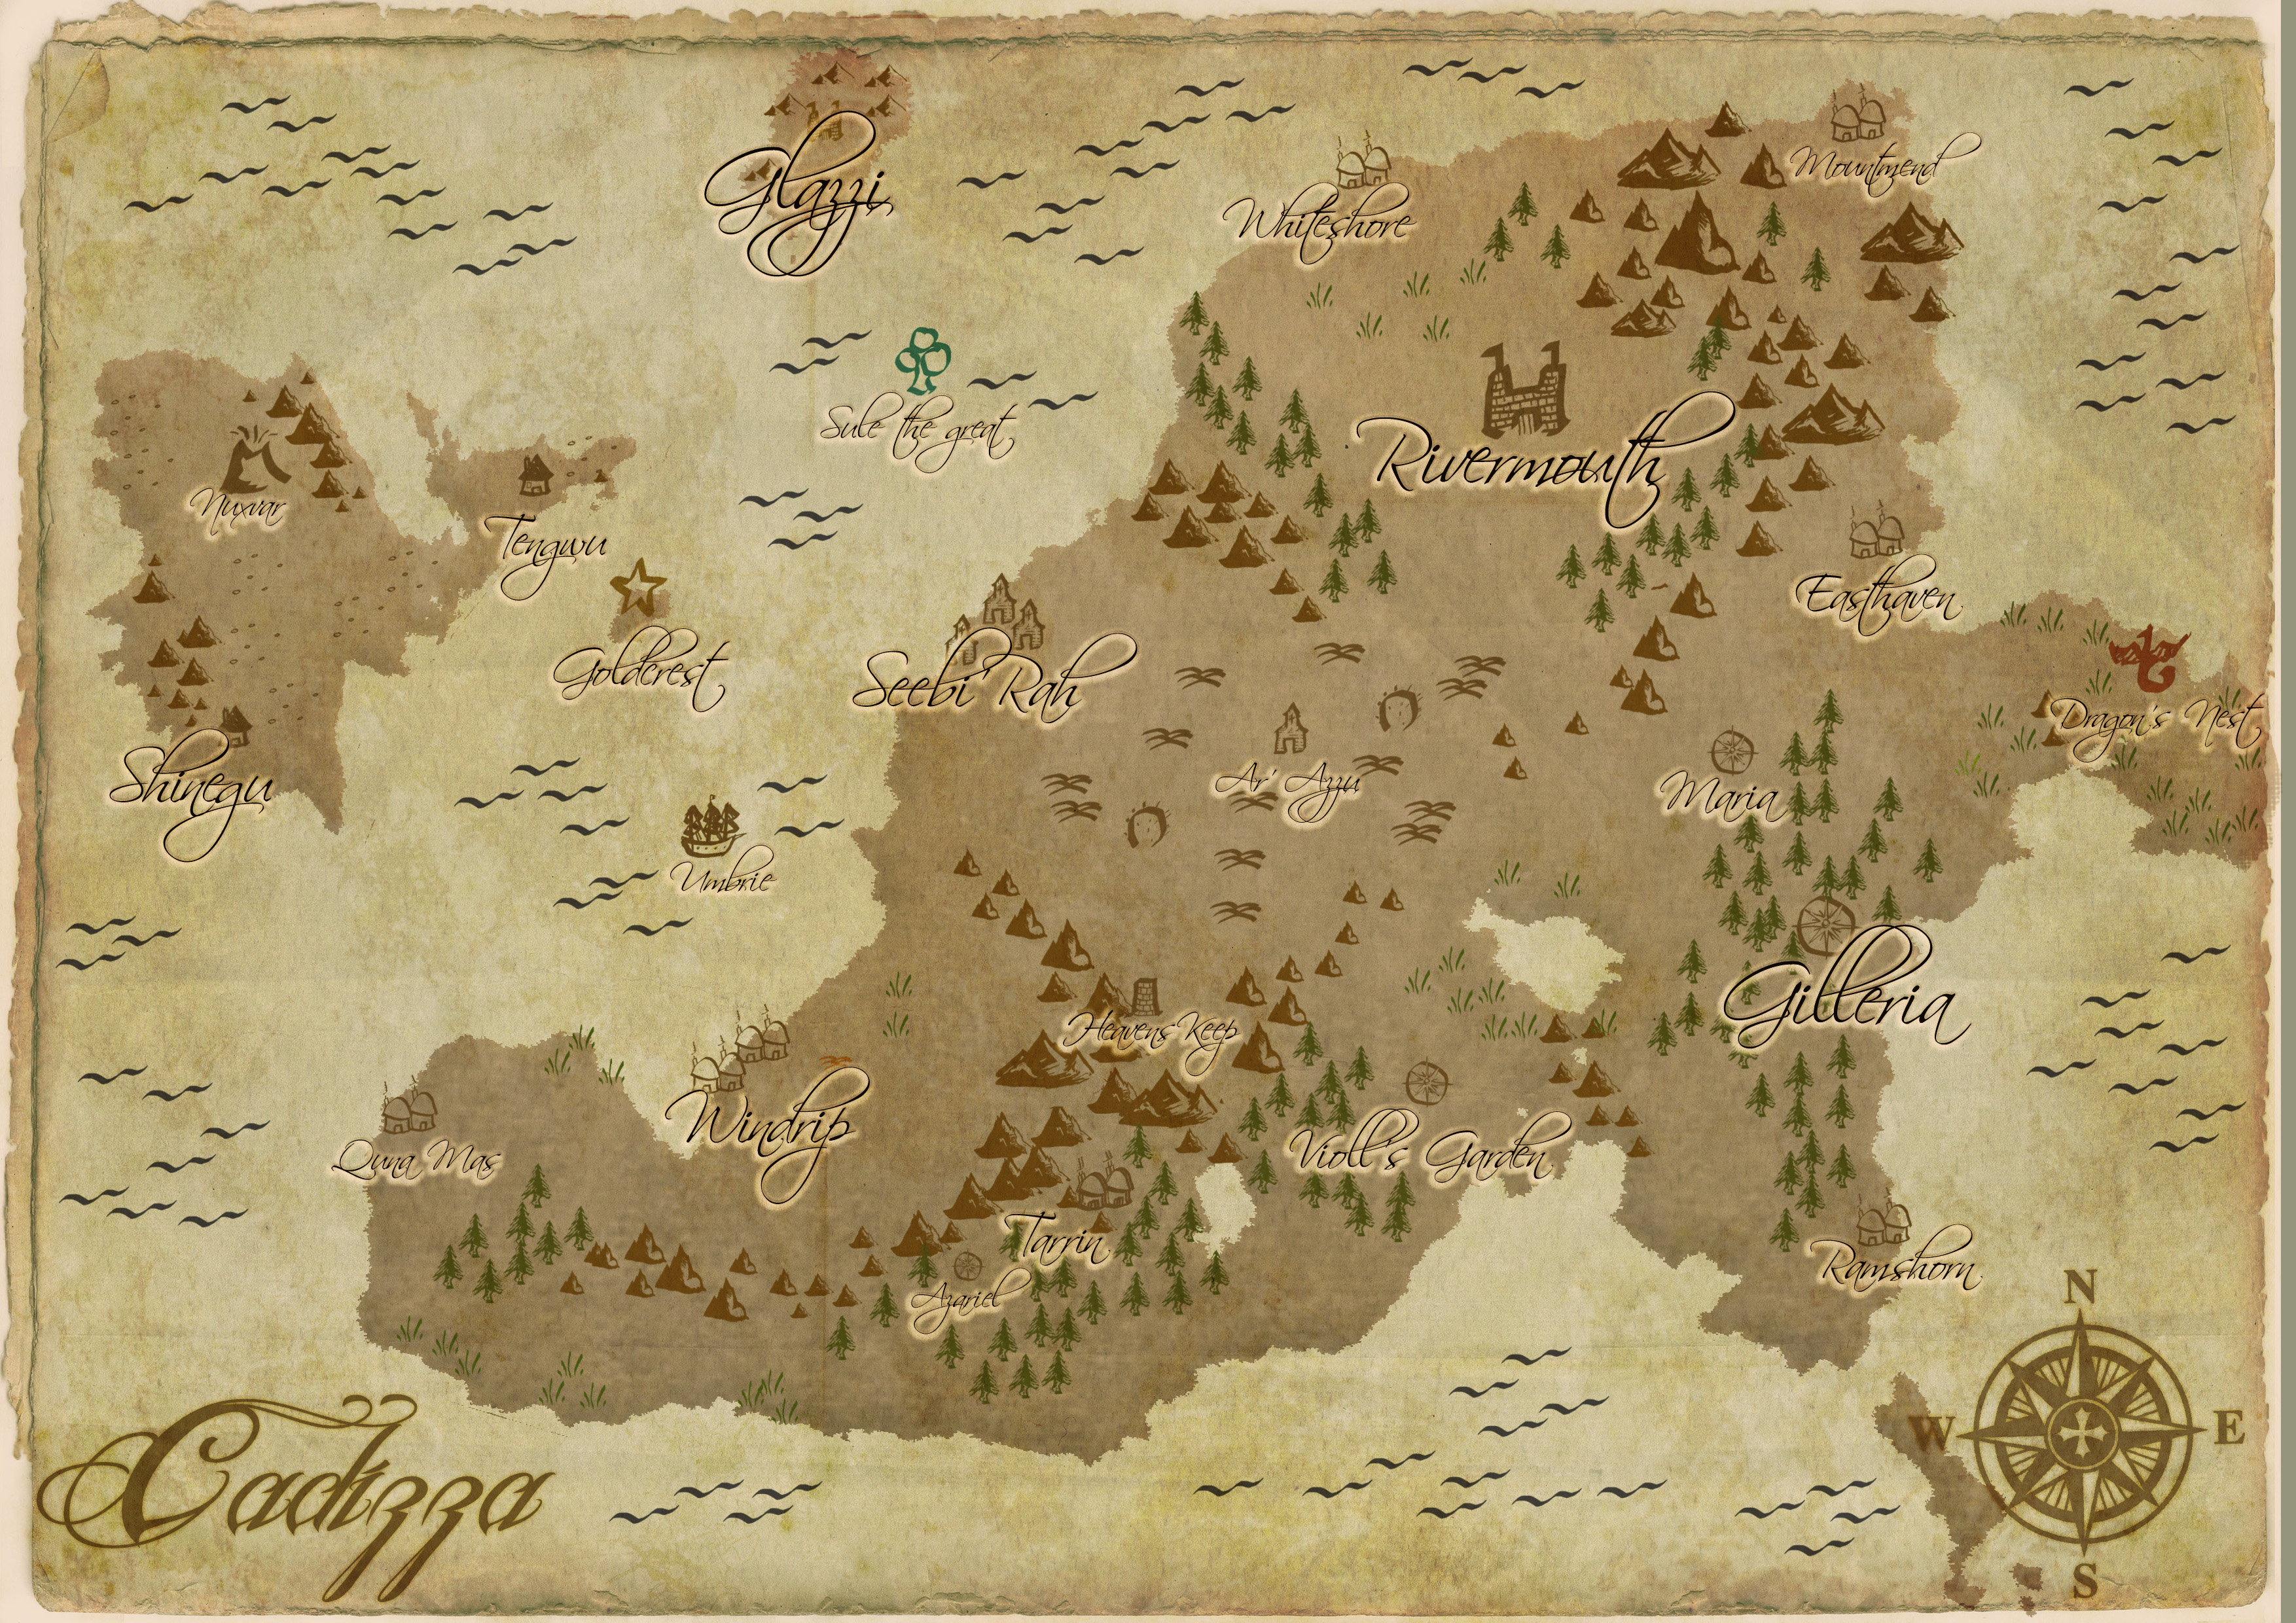 Glazzi
Mountmend
Whiteshore
Sule the great
Rivermouth
Nuxvar
Tengwu
Easthaven
Goldcrest
Seebi' Rah
Dragon's Nest
Shinegu
Ar' Azzu
Maria
Umbrie
Gilleria
Heavens Keep
Windrip
Quna Mas
Violl's Garden
Tarrin
Ramshorn
Azariel
N
W
E
S
Cadizza